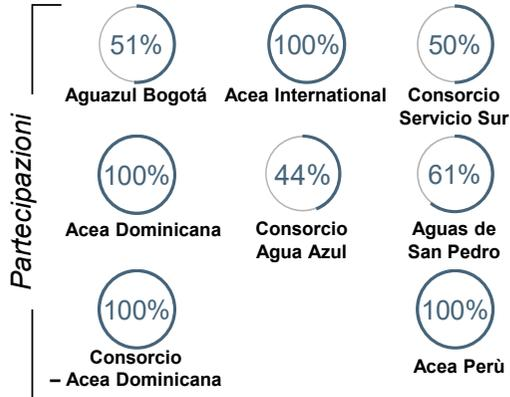 Partecipazioni
51%
Aguazul Bogotá
100%
Acea International
50%
Consorcio
Servicio Sur
100%
Acea Dominicana
44%
Consorcio
Agua Azul
61%
Aguas de
San Pedro
100%
Consorcio
– Acea Dominicana
100%
Acea Perù